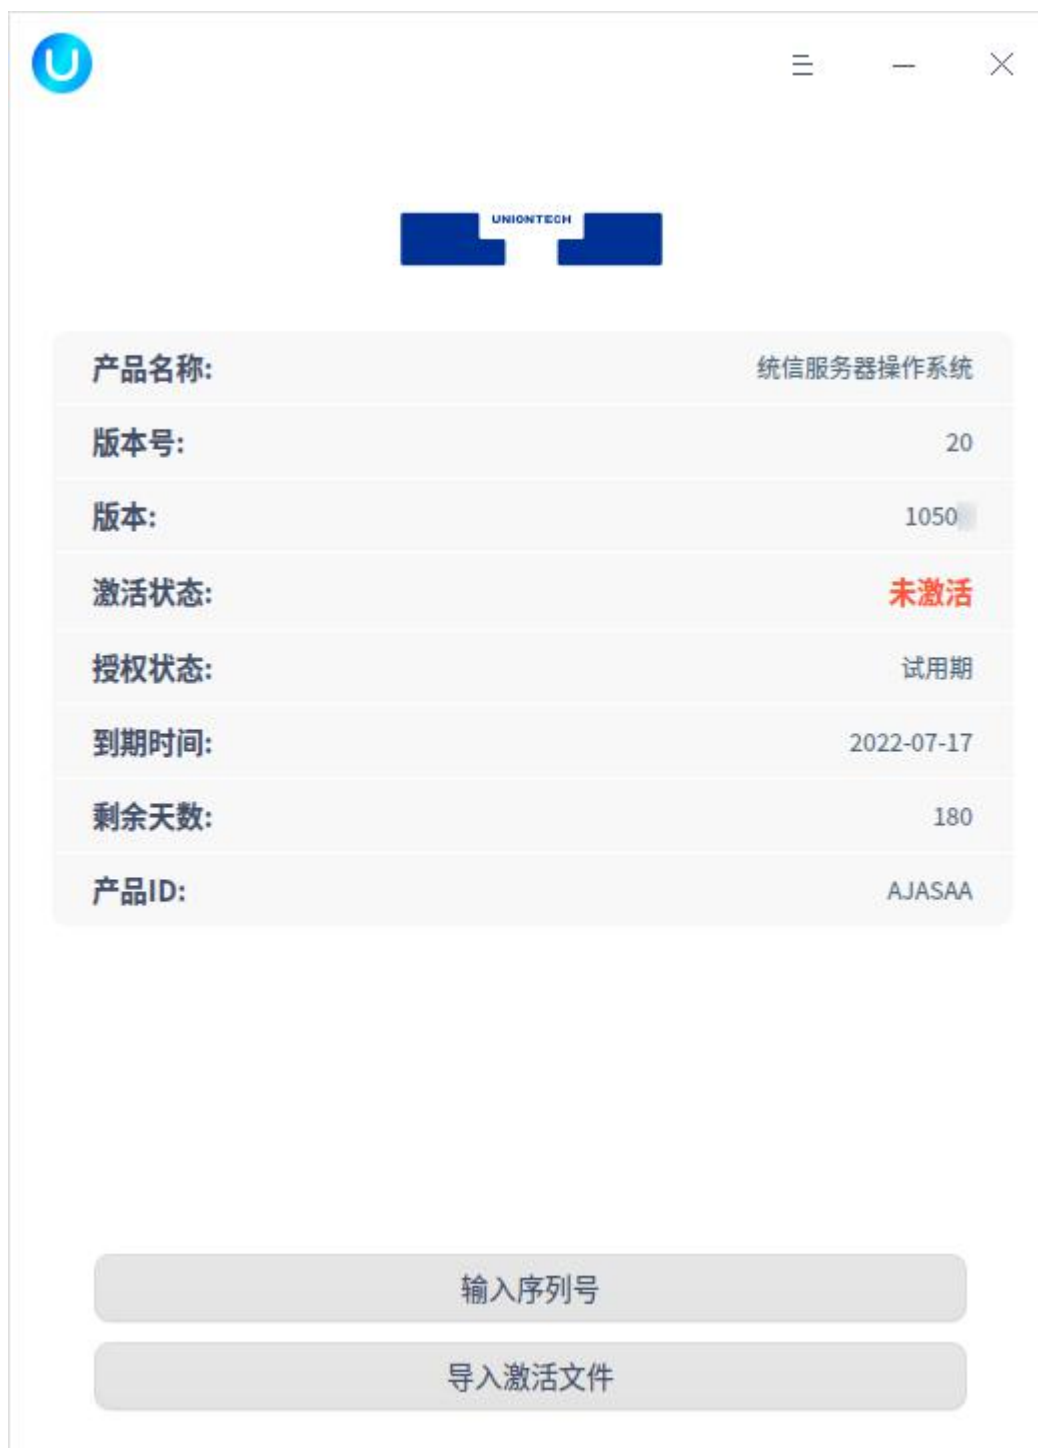 UNIONTECH
产品名称: 统信服务器操作系统
版本号: 20
版本: 1050
激活状态: 未激活
授权状态: 试用期
到期时间: 2022-07-17
剩余天数: 180
产品ID: AJASAA
输入序列号
导入激活文件